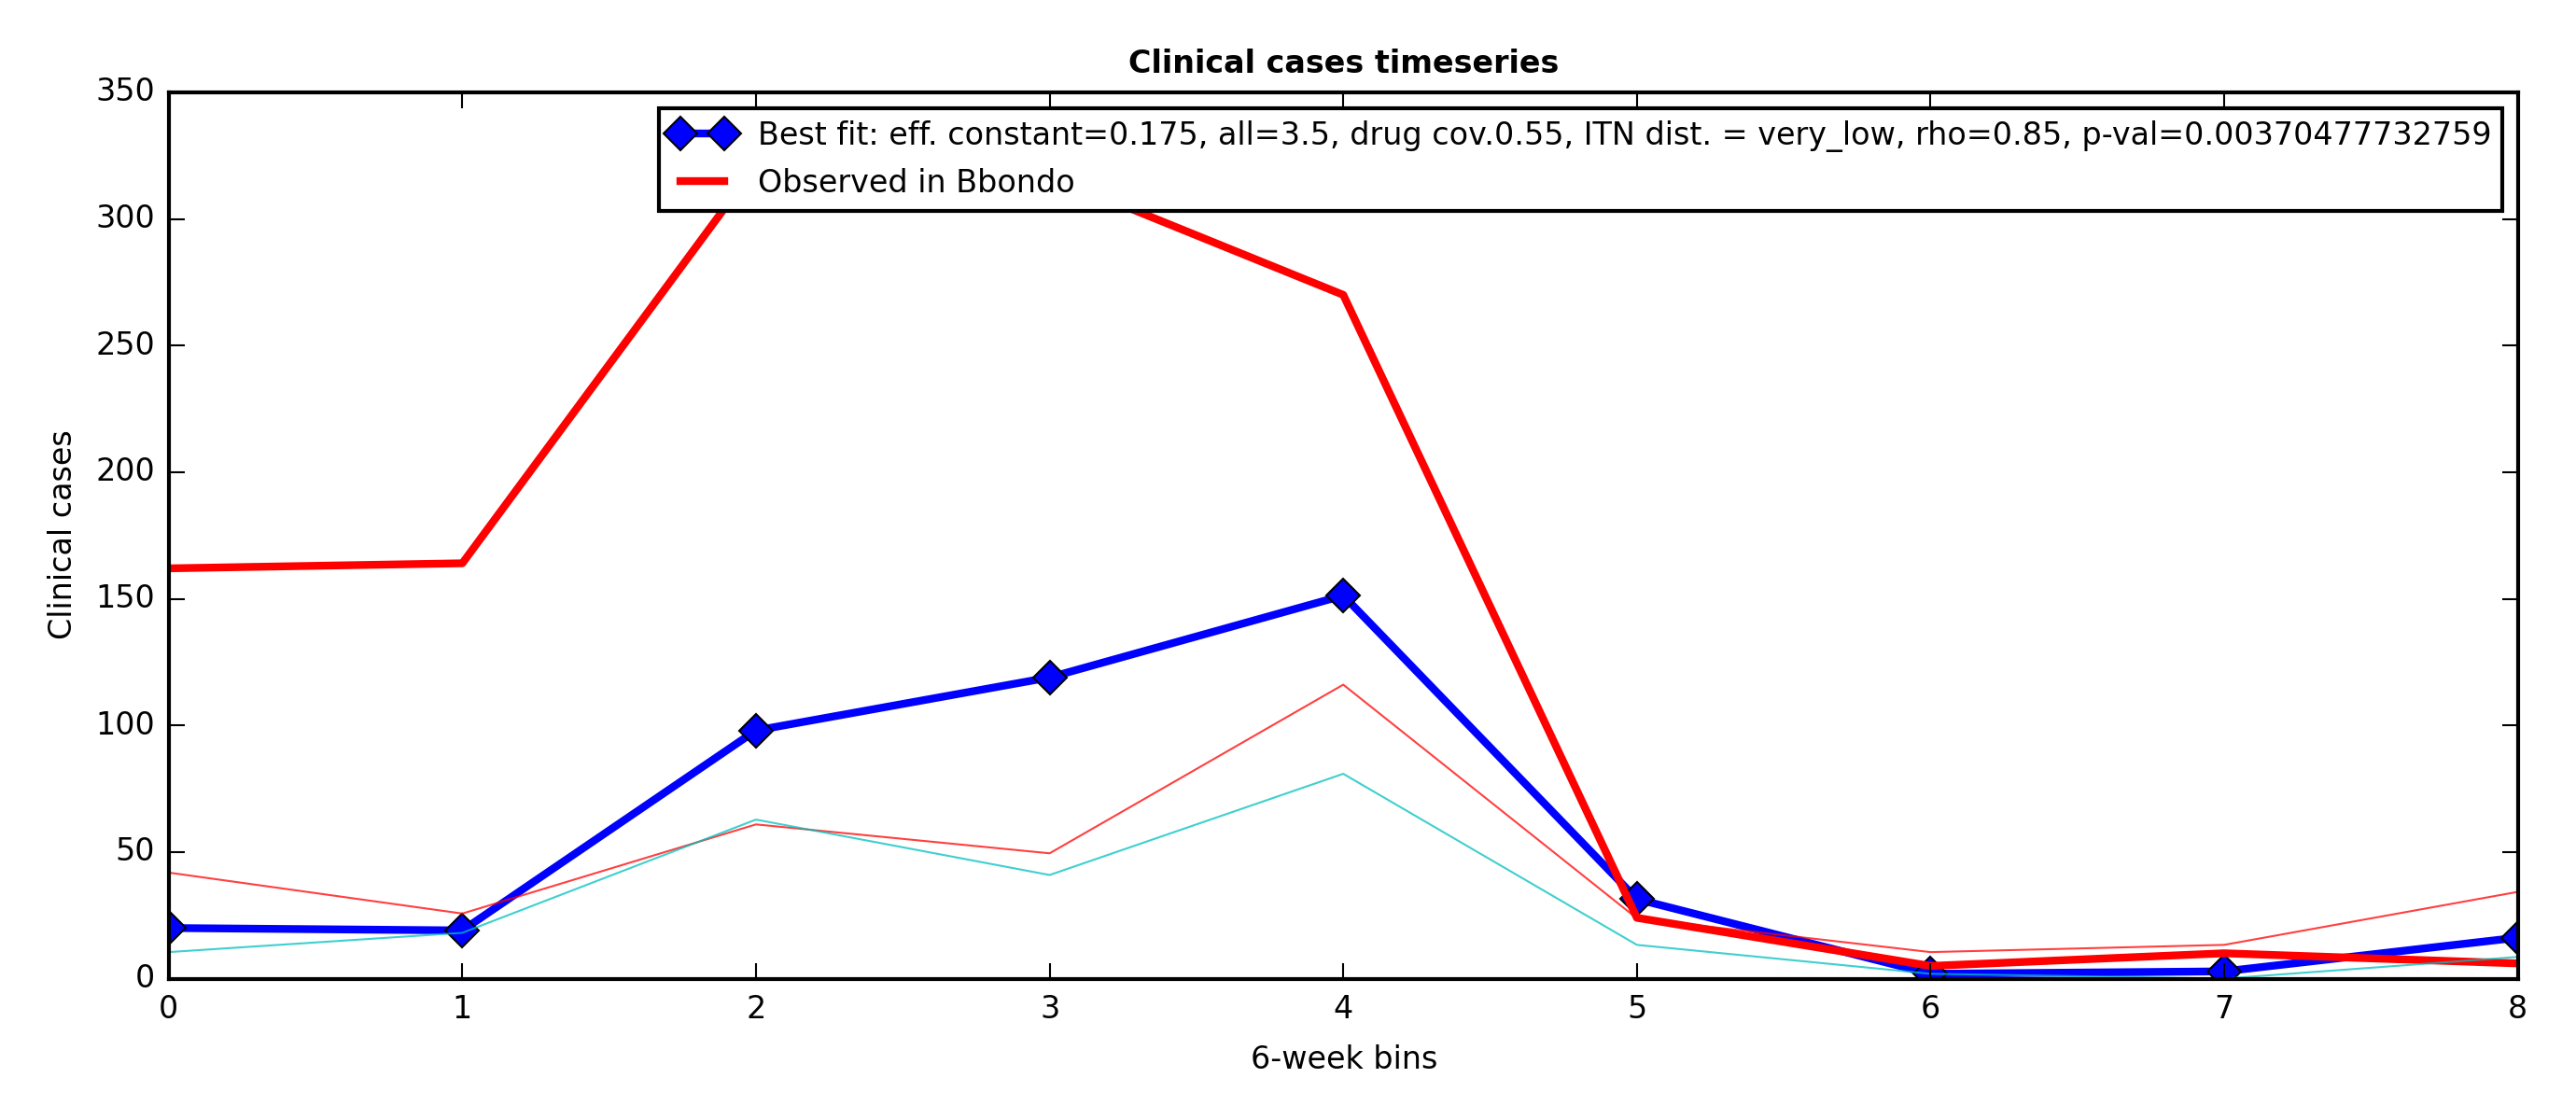 Clinical cases timeseries
350
300
250
200
150
100
50
0
Clinical cases
Best fit: eff. constant=0.175, all=3.5, drug cov.0.55, ITN dist. = very_low, rho=0.85, p-val=0.00370477732759
Observed in Bbondo
0 1 2 3 4 5 6 7 8
6-week bins